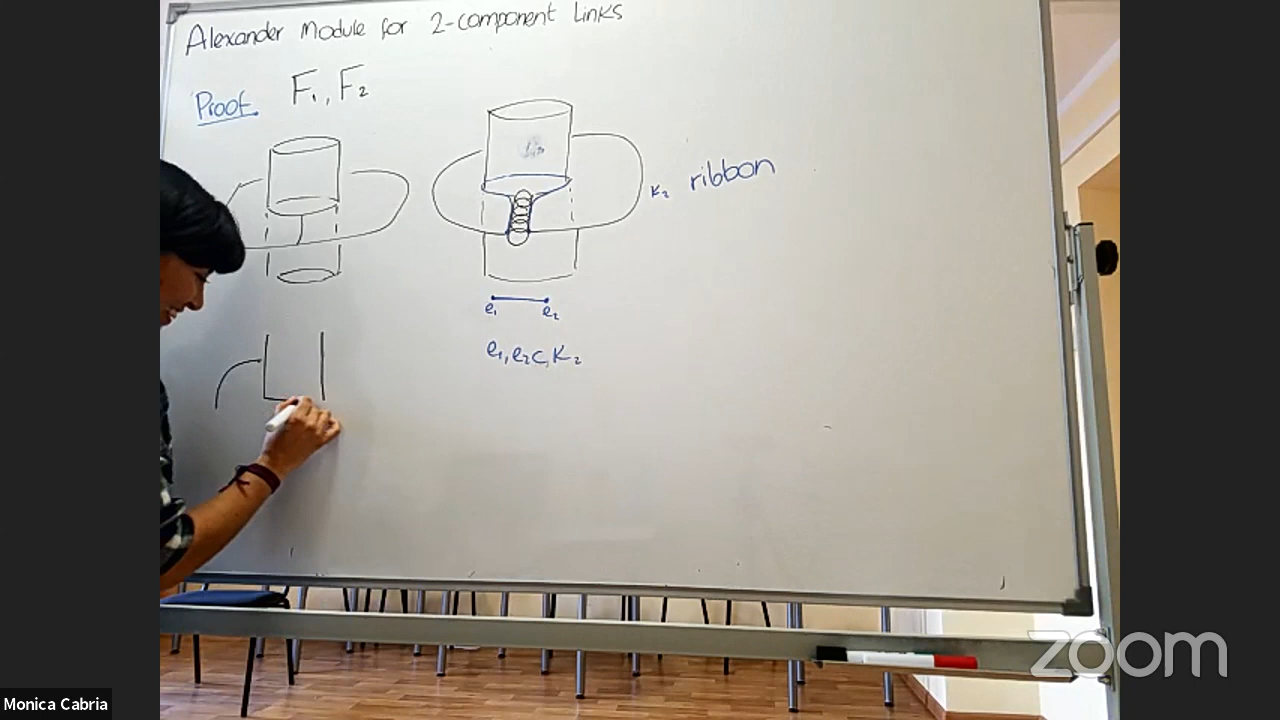 Alexander Module for 2-component Links
Proof. F₁, F₂
K₂ ribbon
e₁ e₂
e₁, e₂ ⊂ K₂
Monica Cabria
zoom